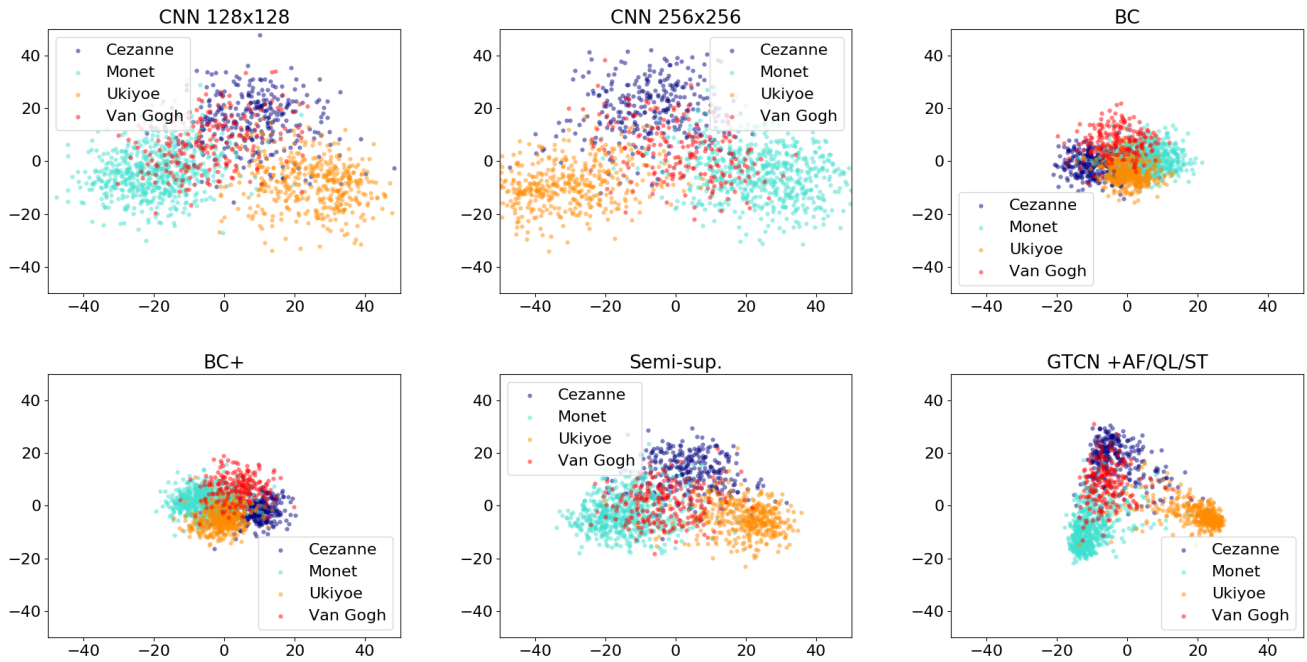 CNN 128x128
40
20
0
−20
−40
−40 −20 0 20 40
Cezanne
Monet
Ukiyoe
Van Gogh
CNN 256x256
40
20
0
−20
−40
−40 −20 0 20 40
Cezanne
Monet
Ukiyoe
Van Gogh
BC
40
20
0
−20
−40
−40 −20 0 20 40
Cezanne
Monet
Ukiyoe
Van Gogh
BC+
40
20
0
−20
−40
−40 −20 0 20 40
Cezanne
Monet
Ukiyoe
Van Gogh
Semi-sup.
40
20
0
−20
−40
−40 −20 0 20 40
Cezanne
Monet
Ukiyoe
Van Gogh
GTCN +AF/QL/ST
40
20
0
−20
−40
−40 −20 0 20 40
Cezanne
Monet
Ukiyoe
Van Gogh